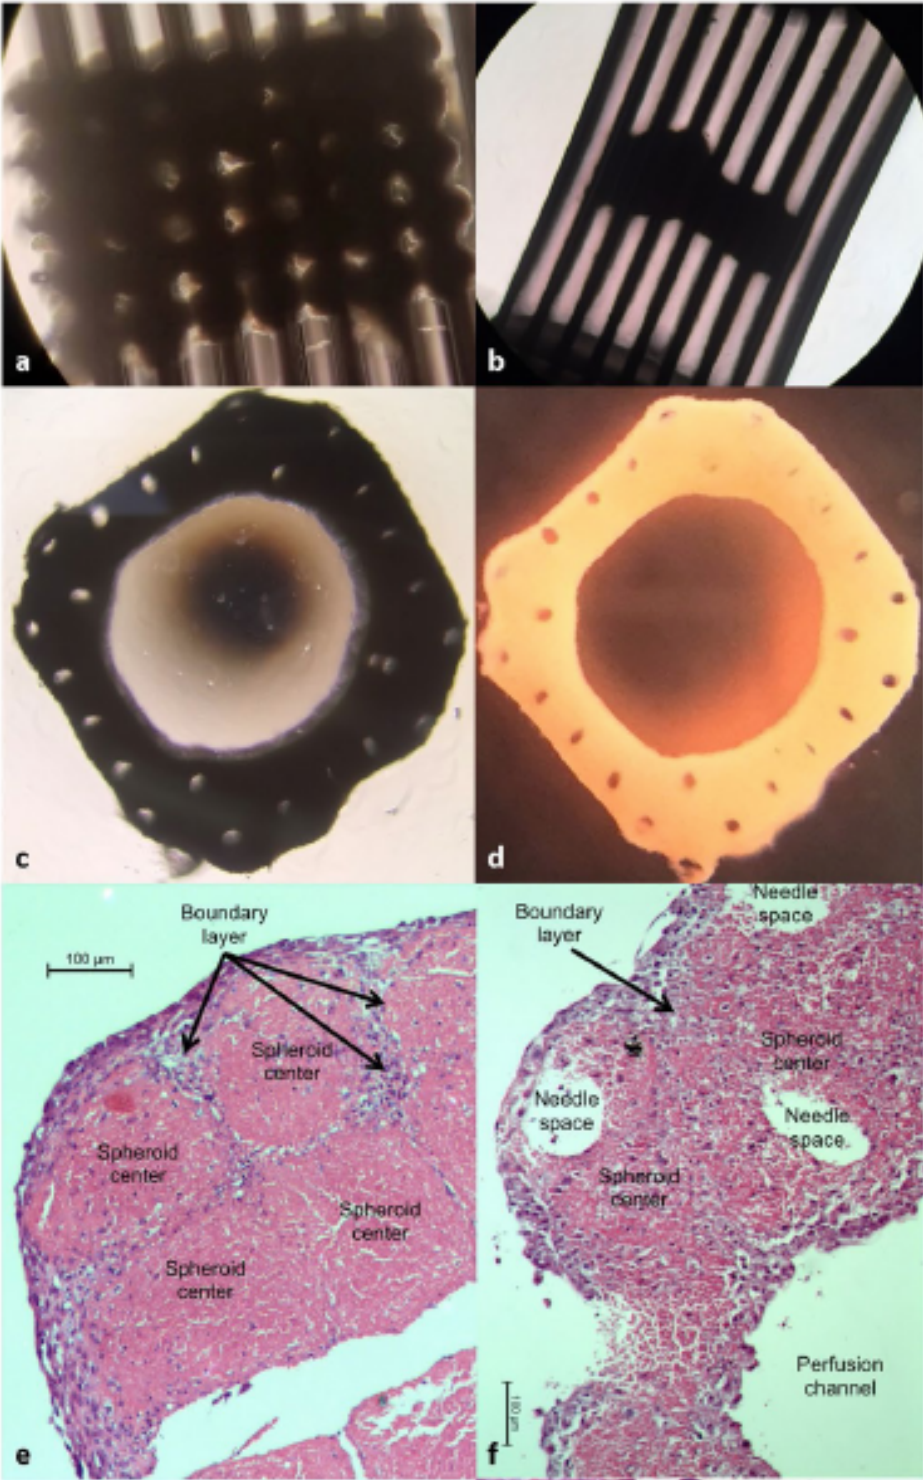 a
b
c
d
Boundary
layer
100 µm
Spheroid
center
Spheroid
center
Spheroid
center
Spheroid
center
e
Needle
space
Boundary
layer
Spheroid
center
Needle
space
Needle
space
Spheroid
center
Perfusion
channel
100 µm
f